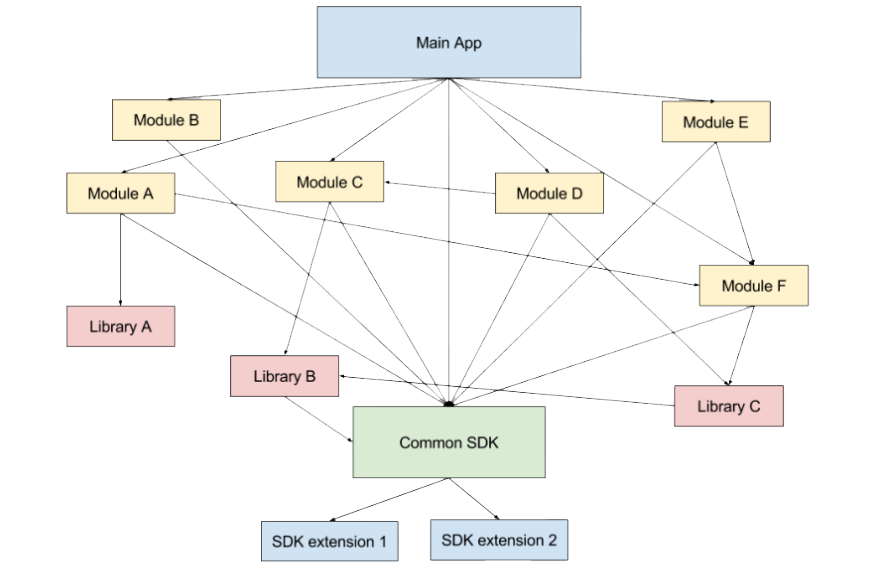 Main App
Module B
Module E
Module A
Module C
Module D
Module F
Library A
Library B
Library C
Common SDK
SDK extension 1
SDK extension 2